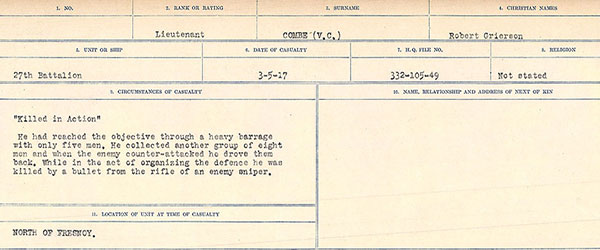 1. NO.
2. RANK OR RATING
3. SURNAME
4. CHRISTIAN NAMES
Lieutenant
COMBE (V.C.)
Robert Grierson
5. UNIT OR SHIP
6. DATE OF CASUALTY
7. H.Q. FILE NO.
8. RELIGION
27th Battalion
3-5-17
332-105-49
Not stated
9. CIRCUMSTANCES OF CASUALTY
10. NAME, RELATIONSHIP AND ADDRESS OF NEXT OF KIN
"Killed in Action"
He had reached the objective through a heavy barrage
with only five men. He collected another group of eight
men and when the enemy counter-attacked he drove them
back. While in the act of organizing the defence he was
killed by a bullet from the rifle of an enemy sniper.
11. LOCATION OF UNIT AT TIME OF CASUALTY
NORTH OF FRESNOY.